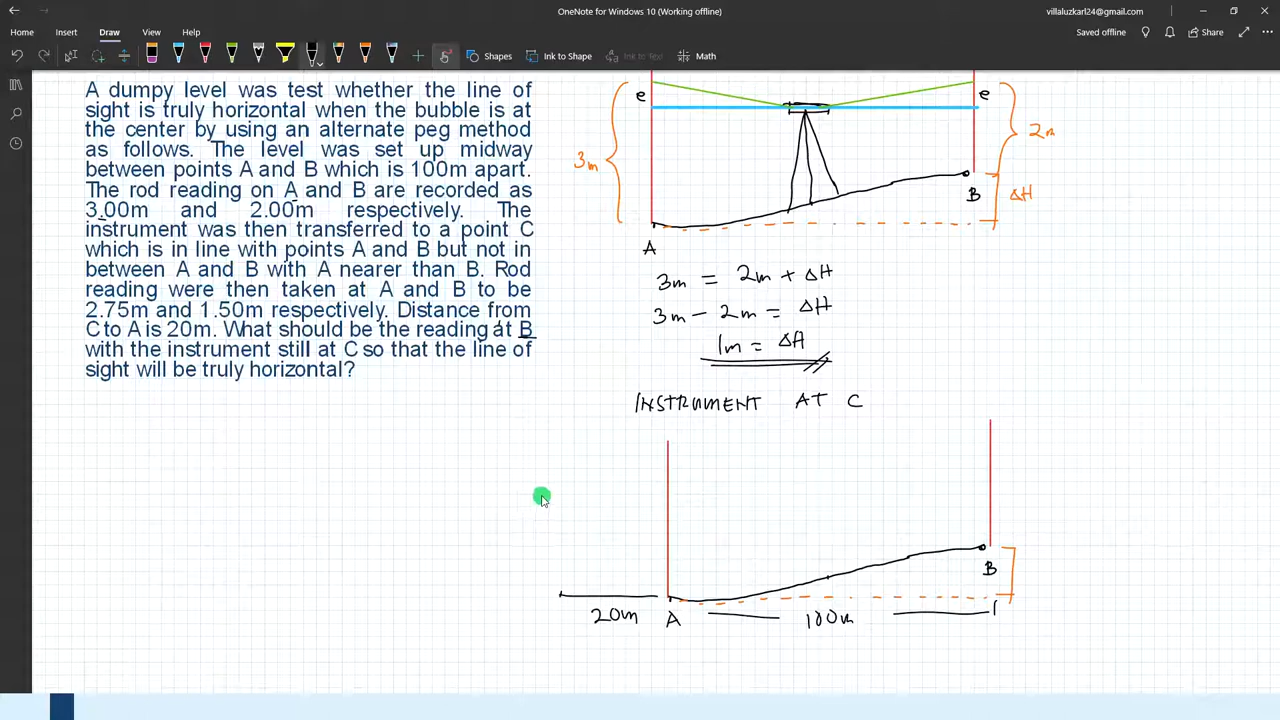 OneNote for Windows 10 (Working offline)
villaluzkarl24@gmail.com
Home Insert Draw View Help
Saved offline
Share
Shapes
Ink to Shape
Ink to Text
Math
A dumpy level was test whether the line of
sight is truly horizontal when the bubble is at
the center by using an alternate peg method
as follows. The level was set up midway
between points A and B which is 100m apart.
The rod reading on A and B are recorded as
3.00m and 2.00m respectively. The
instrument was then transferred to a point C
which is in line with points A and B but not in
between A and B with A nearer than B. Rod
reading were then taken at A and B to be
2.75m and 1.50m respectively. Distance from
C to A is 20m. What should be the reading at B
with the instrument still at C so that the line of
sight will be truly horizontal?
e
e
3m
2m
B
ΔH
A
3m = 2m + ΔH
3m - 2m = ΔH
1m = ΔH
INSTRUMENT AT C
B
20m
A
100m